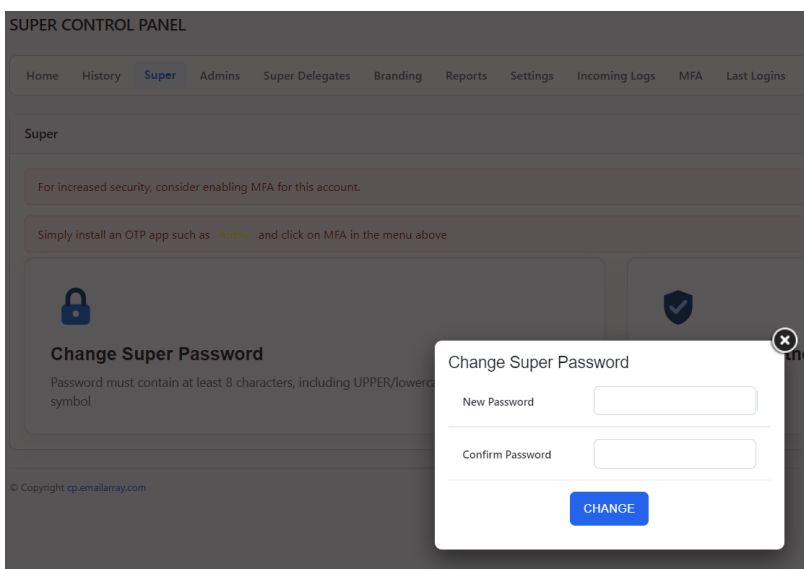 SUPER CONTROL PANEL
Home History Super Admins Super Delegates Branding Reports Settings Incoming Logs MFA Last Logins
Super
For increased security, consider enabling MFA for this account.
Simply install an OTP app such as and click on MFA in the menu above
Change Super Password
Password must contain at least 8 characters, including UPPER/lowerc
symbol
Change Super Password
New Password
Confirm Password
CHANGE
© Copyright cp.emailarray.com